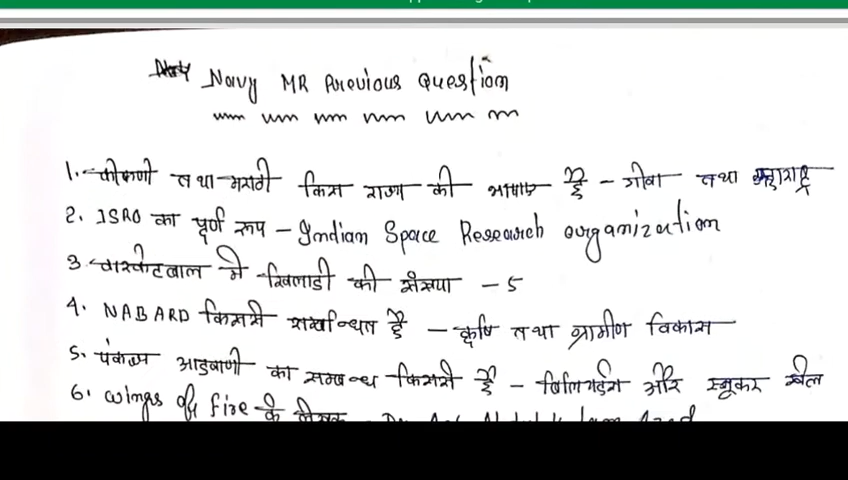 Navy MR Previous Question
1. कोंकणी तथा मराठी किस राज्य की भाषाएं है - गोवा तथा महाराष्ट्र
2. ISRO का पूर्ण रूप - Indian Space Research organization
3. वास्केटबाल में खिलाडी की संख्या - 5
4. NABARD किससे सम्बन्धित है - कृषि तथा ग्रामीण विकास
5. पंकज आडवाणी का सम्बन्ध किससे है - बिलियर्ड्स और स्नूकर खेल
6. Wings of fire के लेखक